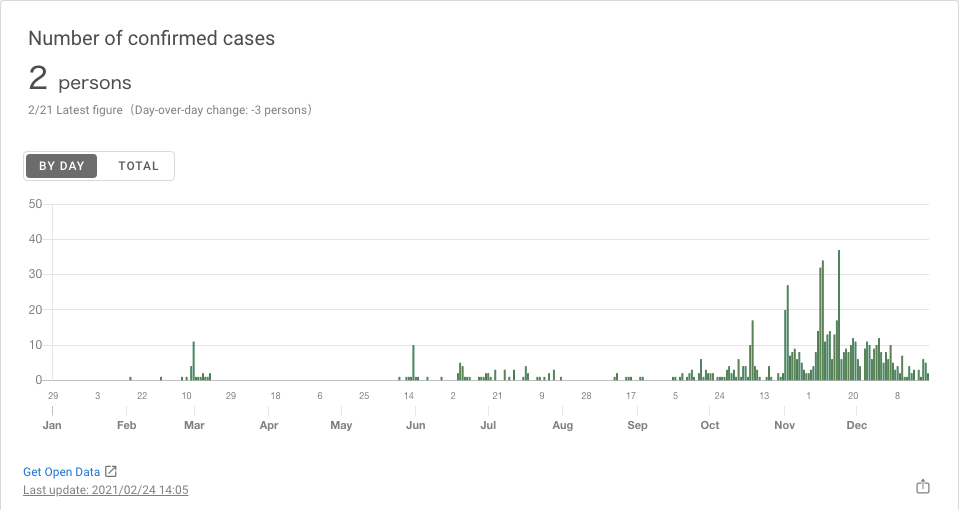 Number of confirmed cases
2 persons
2/21 Latest figure（Day-over-day change: -3 persons）
BY DAY TOTAL
50
40
30
20
10
0
29 3 22 10 29 18 6 25 14 2 21 9 28 17 5 24 13 1 20 8
Jan Feb Mar Apr May Jun Jul Aug Sep Oct Nov Dec
Get Open Data
Last update: 2021/02/24 14:05